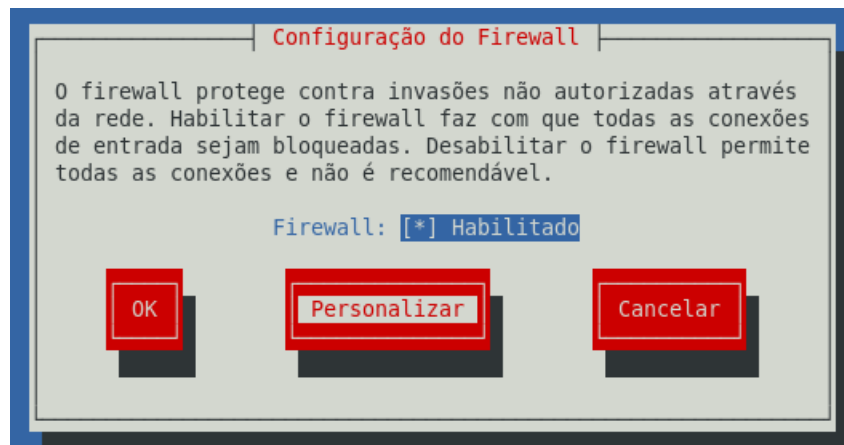 Configuração do Firewall
O firewall protege contra invasões não autorizadas através
da rede. Habilitar o firewall faz com que todas as conexões
de entrada sejam bloqueadas. Desabilitar o firewall permite
todas as conexões e não é recomendável.
Firewall: [*] Habilitado
OK Personalizar Cancelar